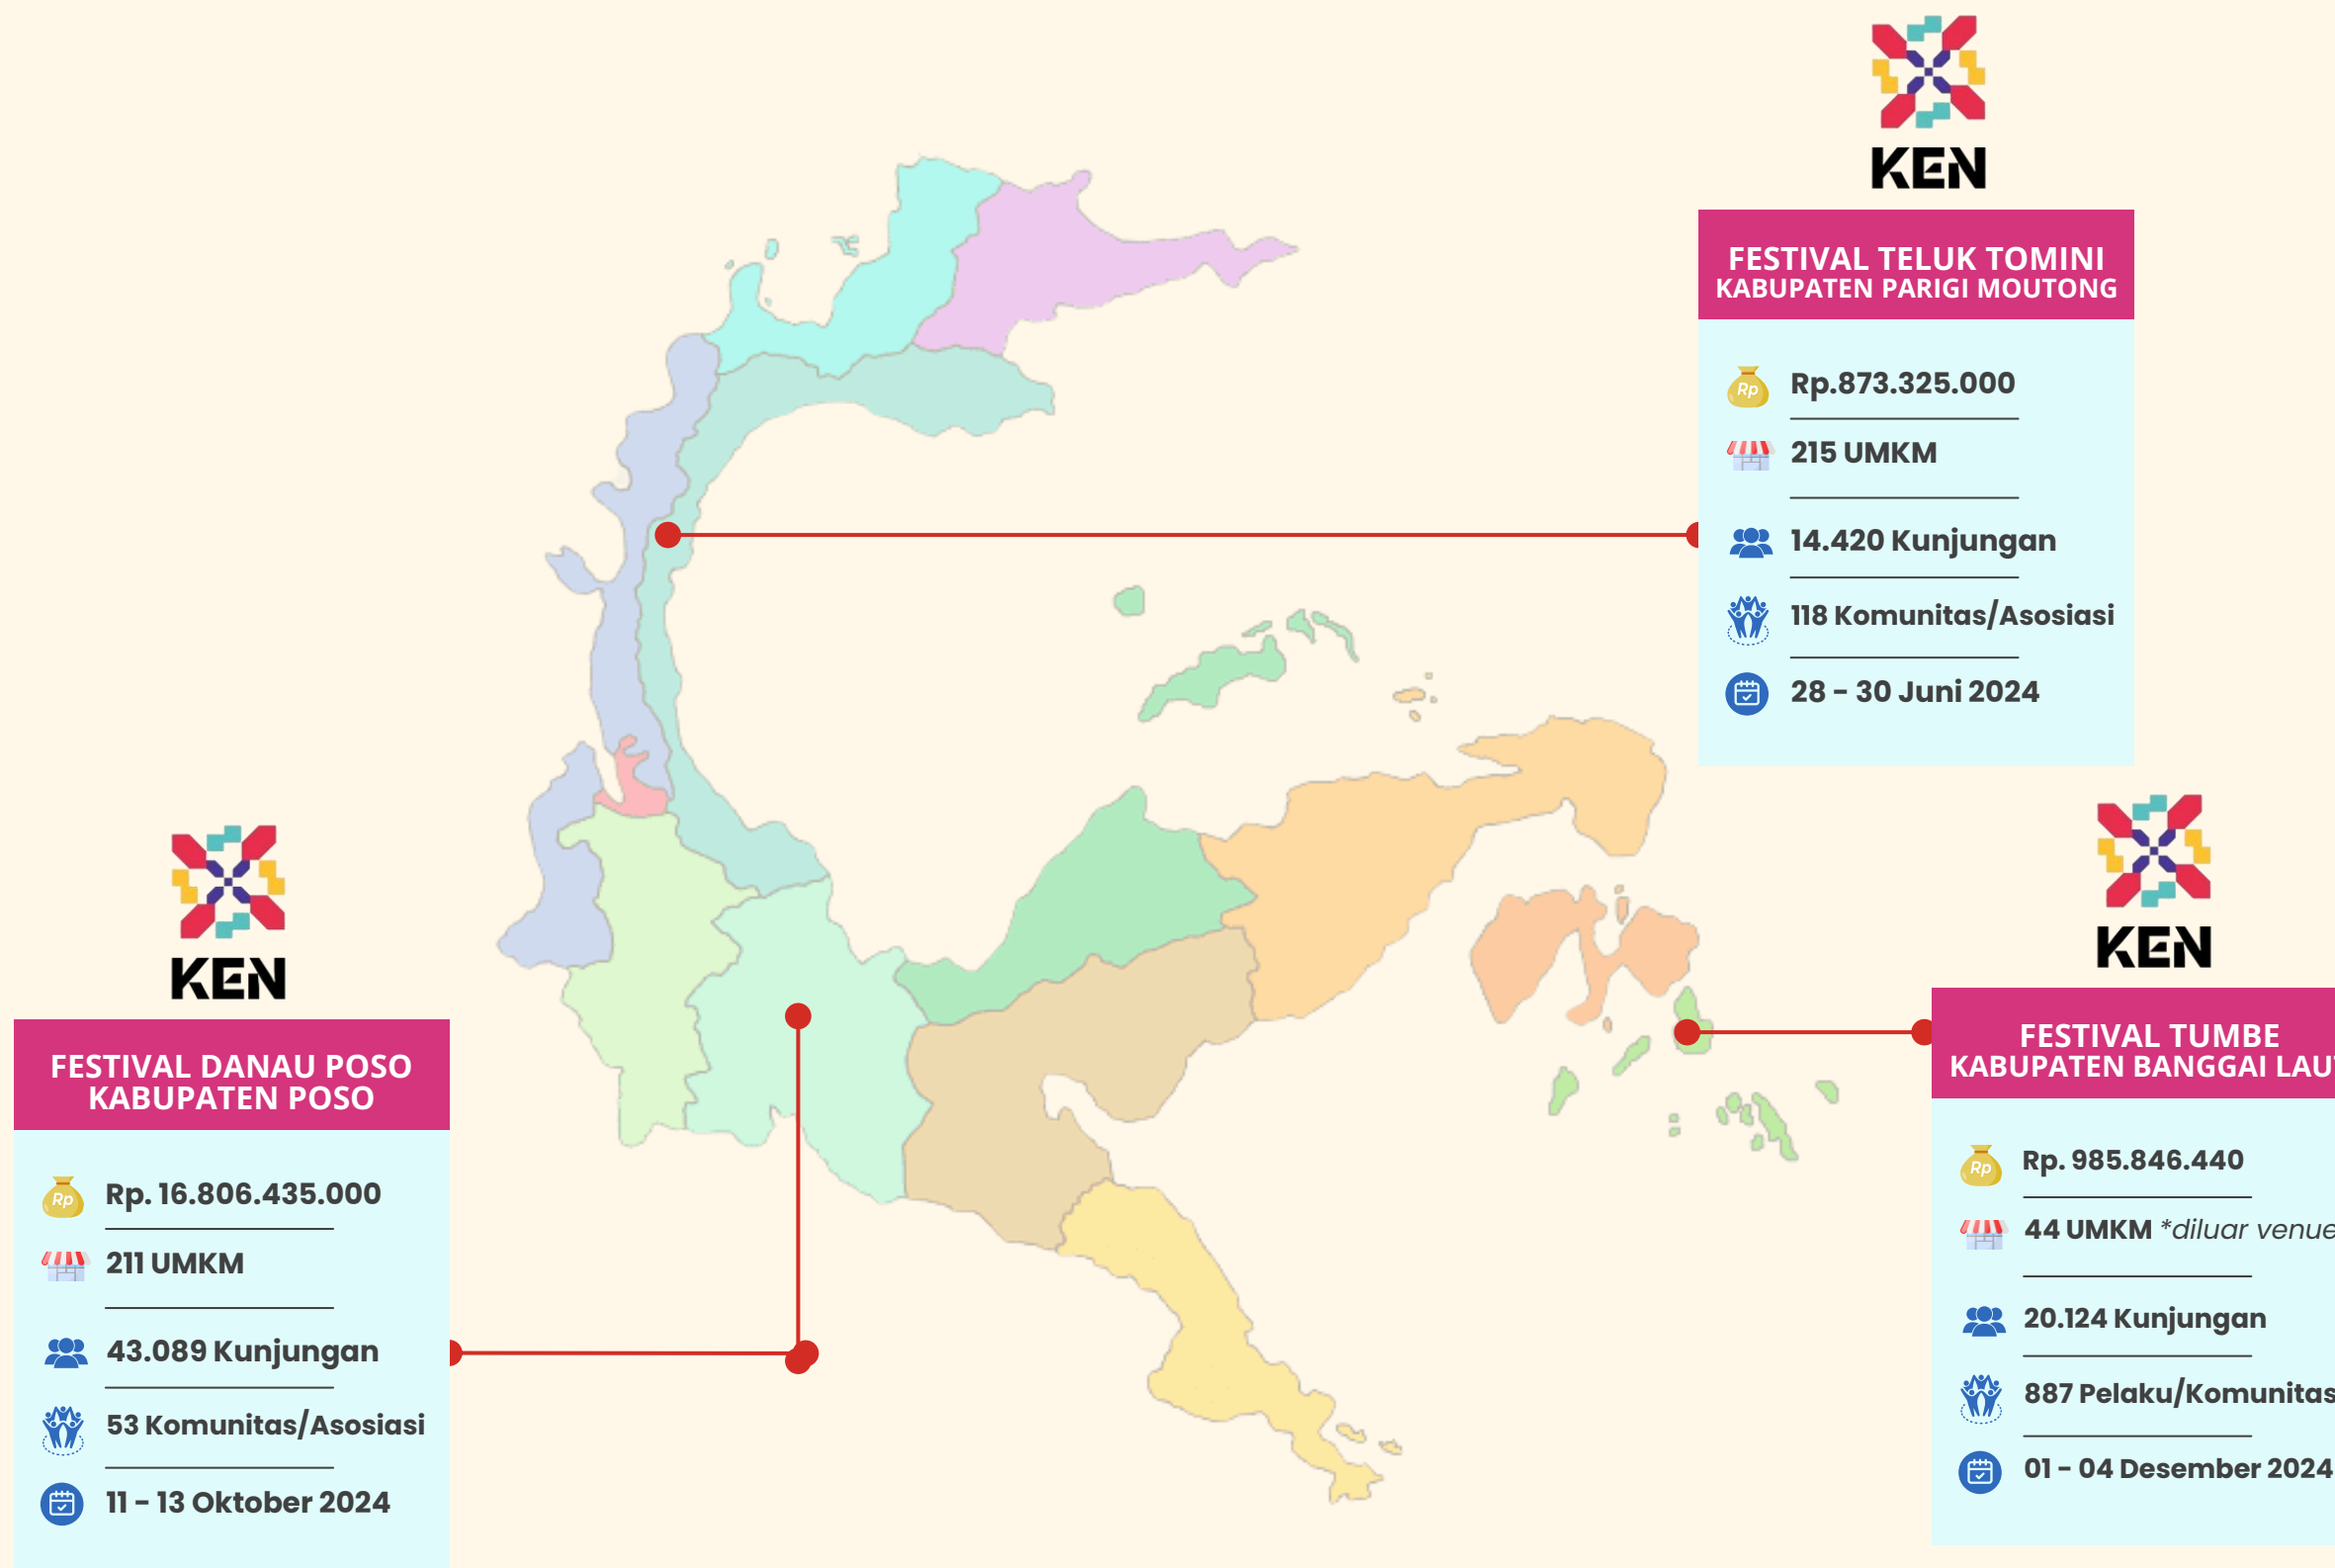 KEN
FESTIVAL TELUK TOMINI
KABUPATEN PARIGI MOUTONG
Rp
Rp.873.325.000
215 UMKM
14.420 Kunjungan
118 Komunitas/Asosiasi
28 - 30 Juni 2024
KEN
FESTIVAL DANAU POSO
KABUPATEN POSO
Rp
Rp. 16.806.435.000
211 UMKM
43.089 Kunjungan
53 Komunitas/Asosiasi
11 - 13 Oktober 2024
KEN
FESTIVAL TUMBE
KABUPATEN BANGGAI LAU
Rp
Rp. 985.846.440
44 UMKM *diluar venue
20.124 Kunjungan
887 Pelaku/Komunitas
01 - 04 Desember 2024